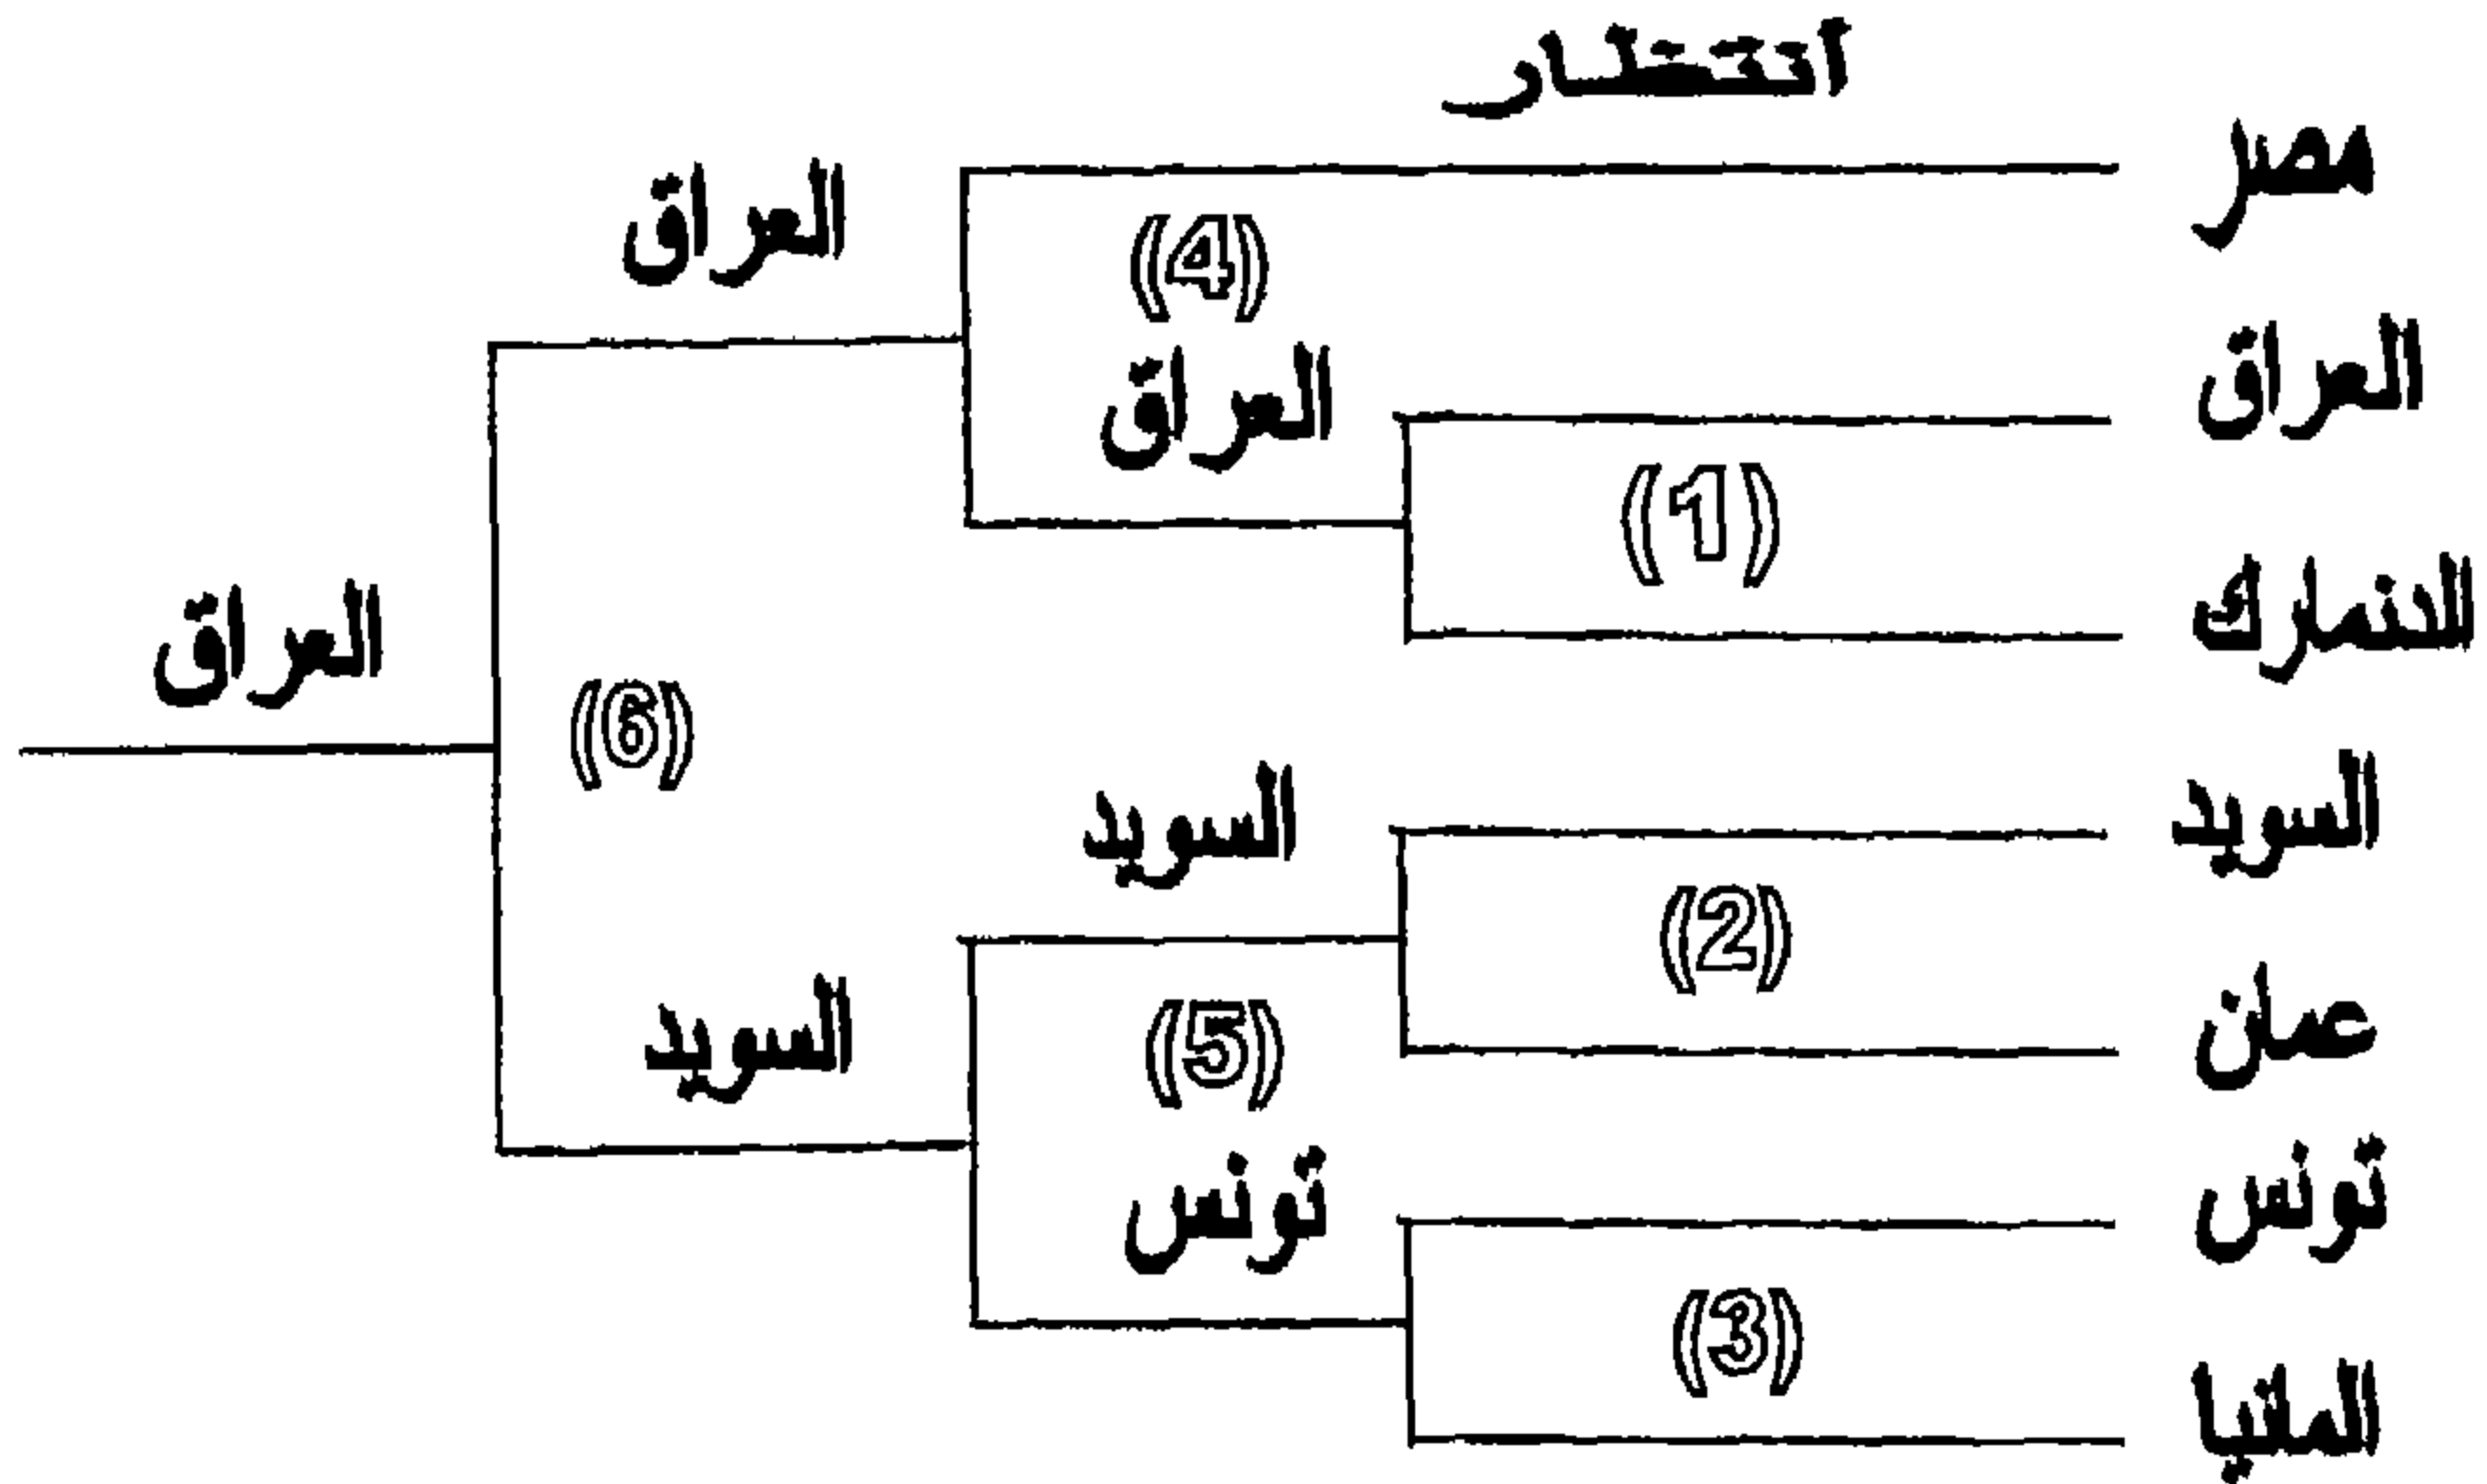 انتظار
مصر
العراق
(4)
العراق
العراق
(1)
الدنمارك
العراق
(6)
السويد
السويد
(2)
عمان
السويد
(5)
تونس
تونس
(3)
المانيا